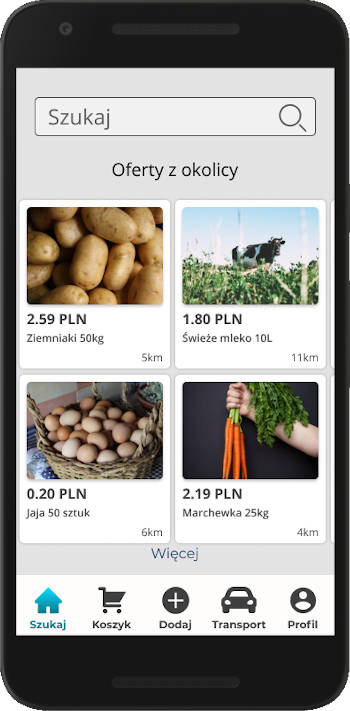 Szukaj
Oferty z okolicy
2.59 PLN
Ziemniaki 50kg
5km
1.80 PLN
Świeże mleko 10L
11km
0.20 PLN
Jaja 50 sztuk
6km
2.19 PLN
Marchewka 25kg
4km
Więcej
Szukaj
Koszyk
Dodaj
Transport
Profil